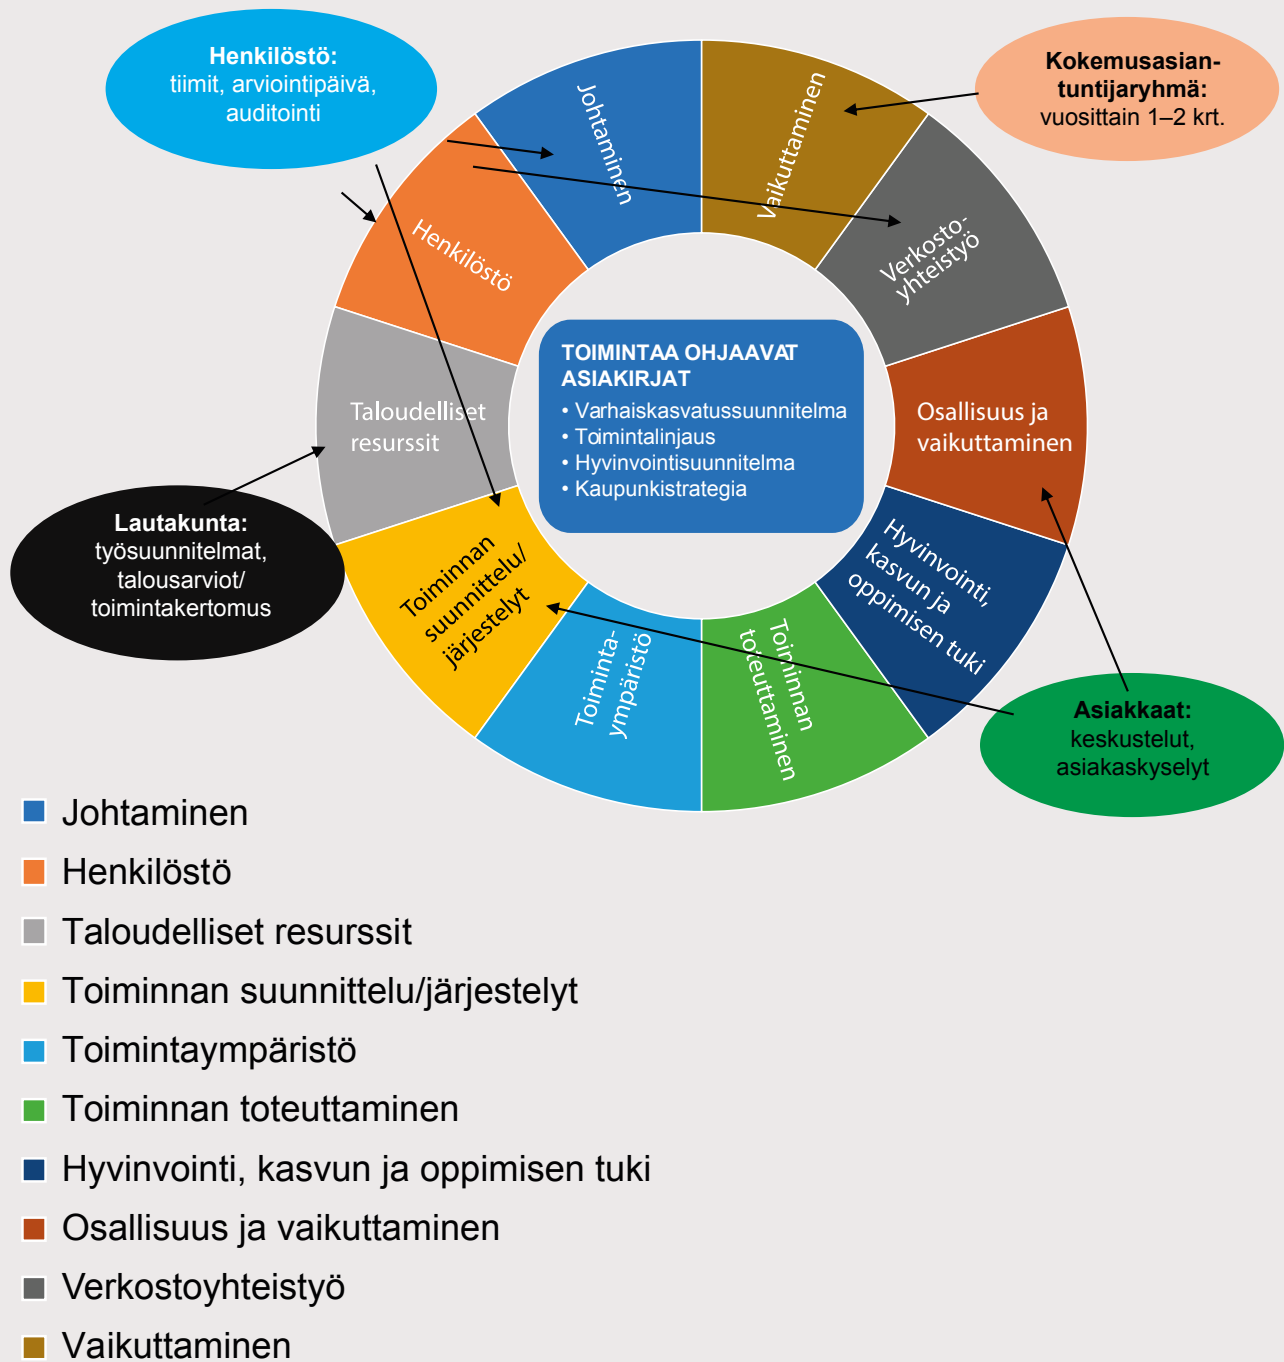 Henkilöstö:
tiimit, arviointipäivä,
auditointi
Kokemusasian-
tuntijaryhmä:
vuosittain 1–2 krt.
Johtaminen
Vaikuttaminen
Henkilöstö
Verkosto-
yhteistyö
Taloudelliset
resurssit
TOIMINTAA OHJAAVAT
ASIAKIRJAT
• Varhaiskasvatussuunnitelma
• Toimintalinjaus
• Hyvinvointisuunnitelma
• Kaupunkistrategia
Osallisuus ja
vaikuttaminen
Lautakunta:
työsuunnitelmat,
talousarviot/
toimintakertomus
Toiminnan
suunnittelu/
järjestelyt
Toiminta-
ympäristö
Toiminnan
toteuttaminen
Hyvinvointi,
kasvun ja
oppimisen tuki
Asiakkaat:
keskustelut,
asiakaskyselyt
Johtaminen
Henkilöstö
Taloudelliset resurssit
Toiminnan suunnittelu/järjestelyt
Toimintaympäristö
Toiminnan toteuttaminen
Hyvinvointi, kasvun ja oppimisen tuki
Osallisuus ja vaikuttaminen
Verkostoyhteistyö
Vaikuttaminen